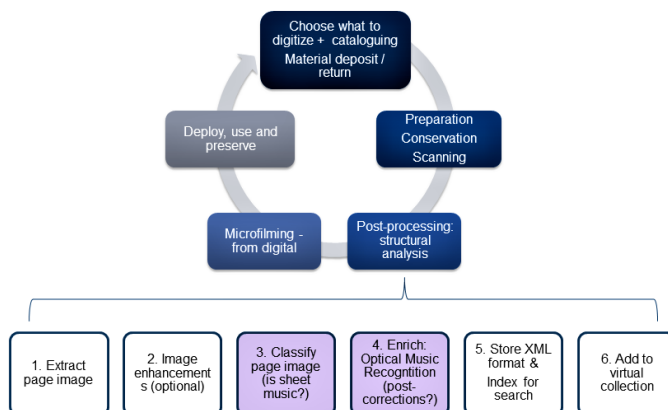 Choose what to
digitize + cataloguing
Material deposit /
return
Preparation
Conservation
Scanning
Post-processing:
structural
analysis
Microfilming -
from digital
Deploy, use and
preserve
1. Extract
page image
2. Image
enhancement
s (optional)
3. Classify
page image
(is sheet
music?)
4. Enrich:
Optical Music
Recogntition
(post-
corrections?)
5. Store XML
format &
Index for
search
6. Add to
virtual
collection